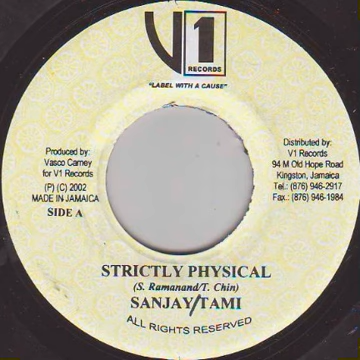 V1
RECORDS
"LABEL WITH A CAUSE"
Produced by:
Vasco Carney
for V1 Records
(P) (C) 2002
MADE IN JAMAICA
SIDE A
Distributed by:
V1 Records
94 M Old Hope Road
Kingston, Jamaica
Tel.: (876) 946-2917
Fax.: (876) 946-1984
STRICTLY PHYSICAL
(S. Ramanand/T. Chin)
SANJAY/TAMI
ALL RIGHTS RESERVED